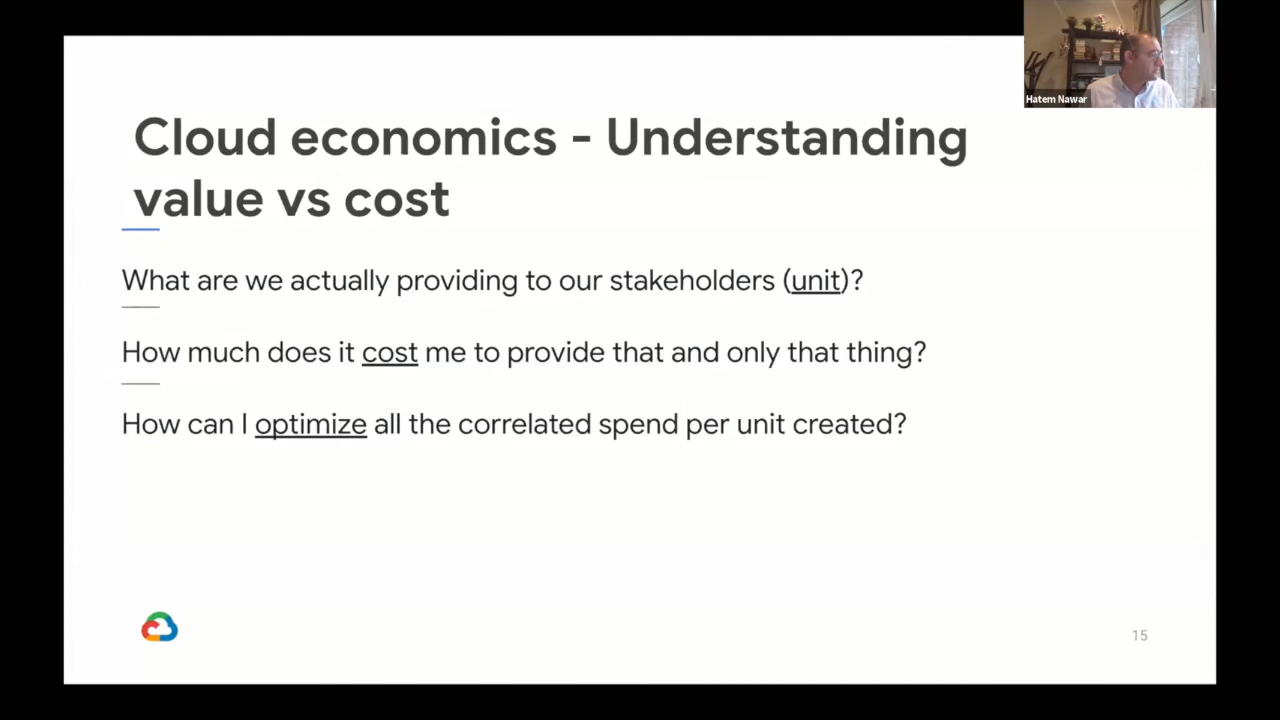 Hatem Nawar
Cloud economics - Understanding
value vs cost
What are we actually providing to our stakeholders (unit)?
How much does it cost me to provide that and only that thing?
How can I optimize all the correlated spend per unit created?
15